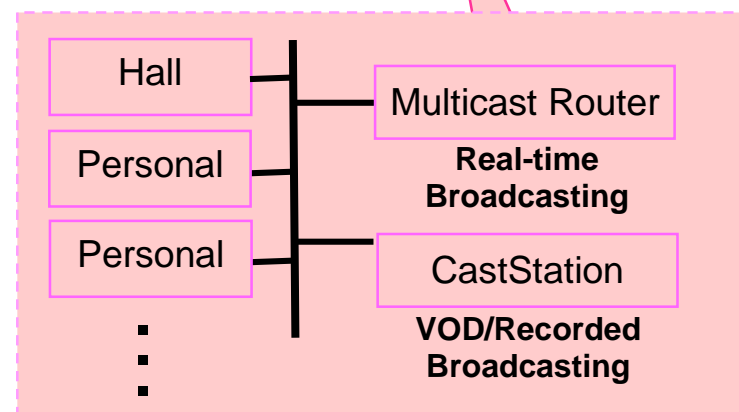 Hall
Personal
Personal
Multicast Router
Real-time
Broadcasting
CastStation
VOD/Recorded
Broadcasting